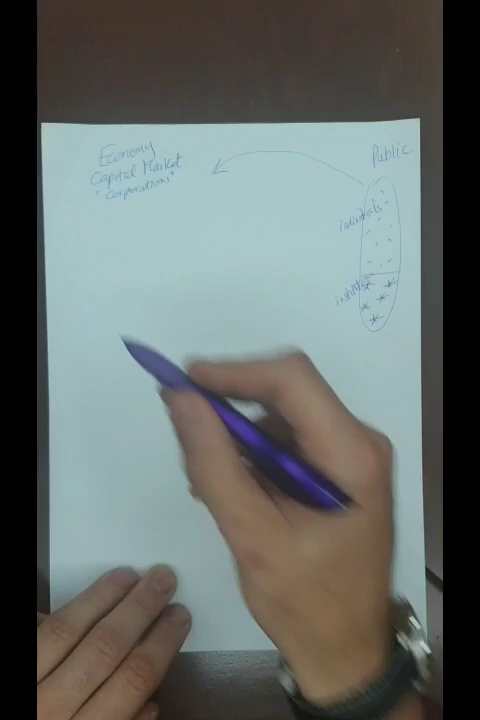 Economy
Capital Market
"Corporations"
Public
individuals